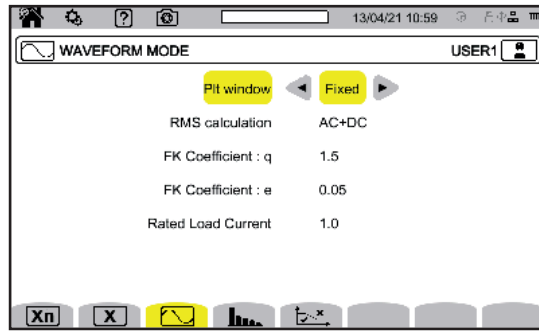 ?
13/04/21 10:59
WAVEFORM MODE
USER1
Plt window Fixed
RMS calculation AC+DC
FK Coefficient : q 1.5
FK Coefficient : e 0.05
Rated Load Current 1.0
Xn X